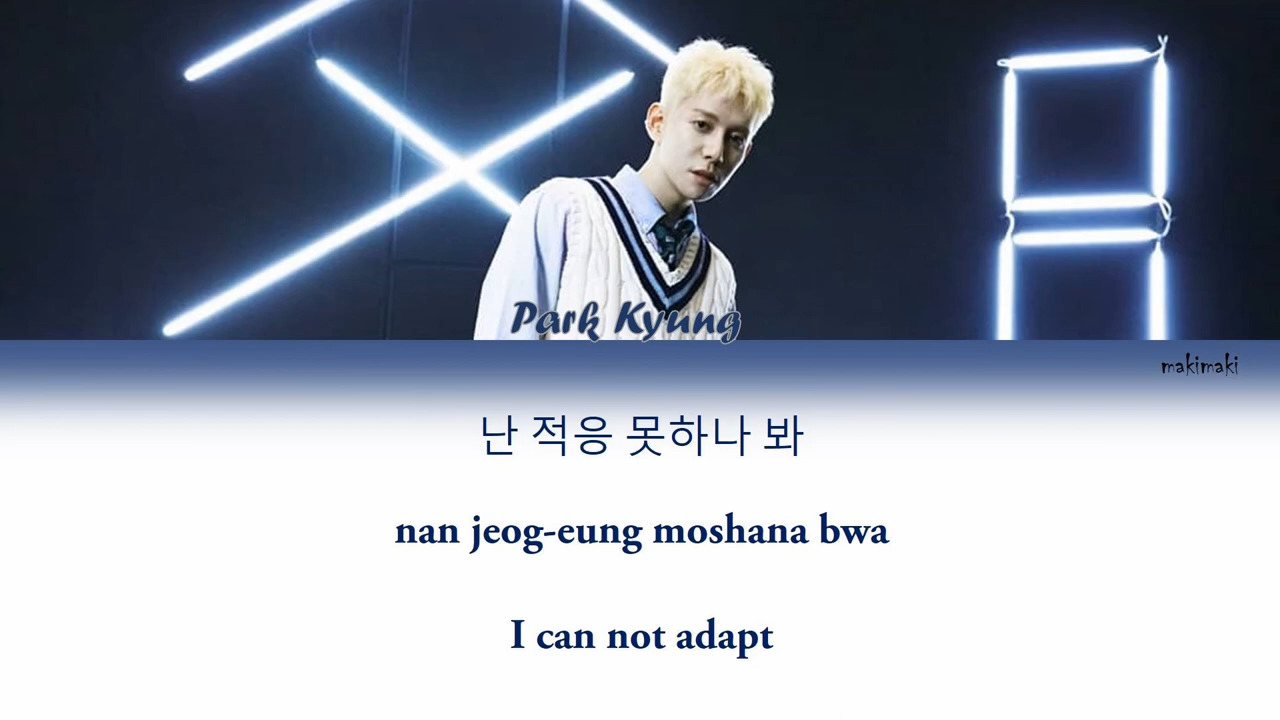 Park Kyung
makimaki
난 적응 못하나 봐
nan jeog-eung moshana bwa
I can not adapt